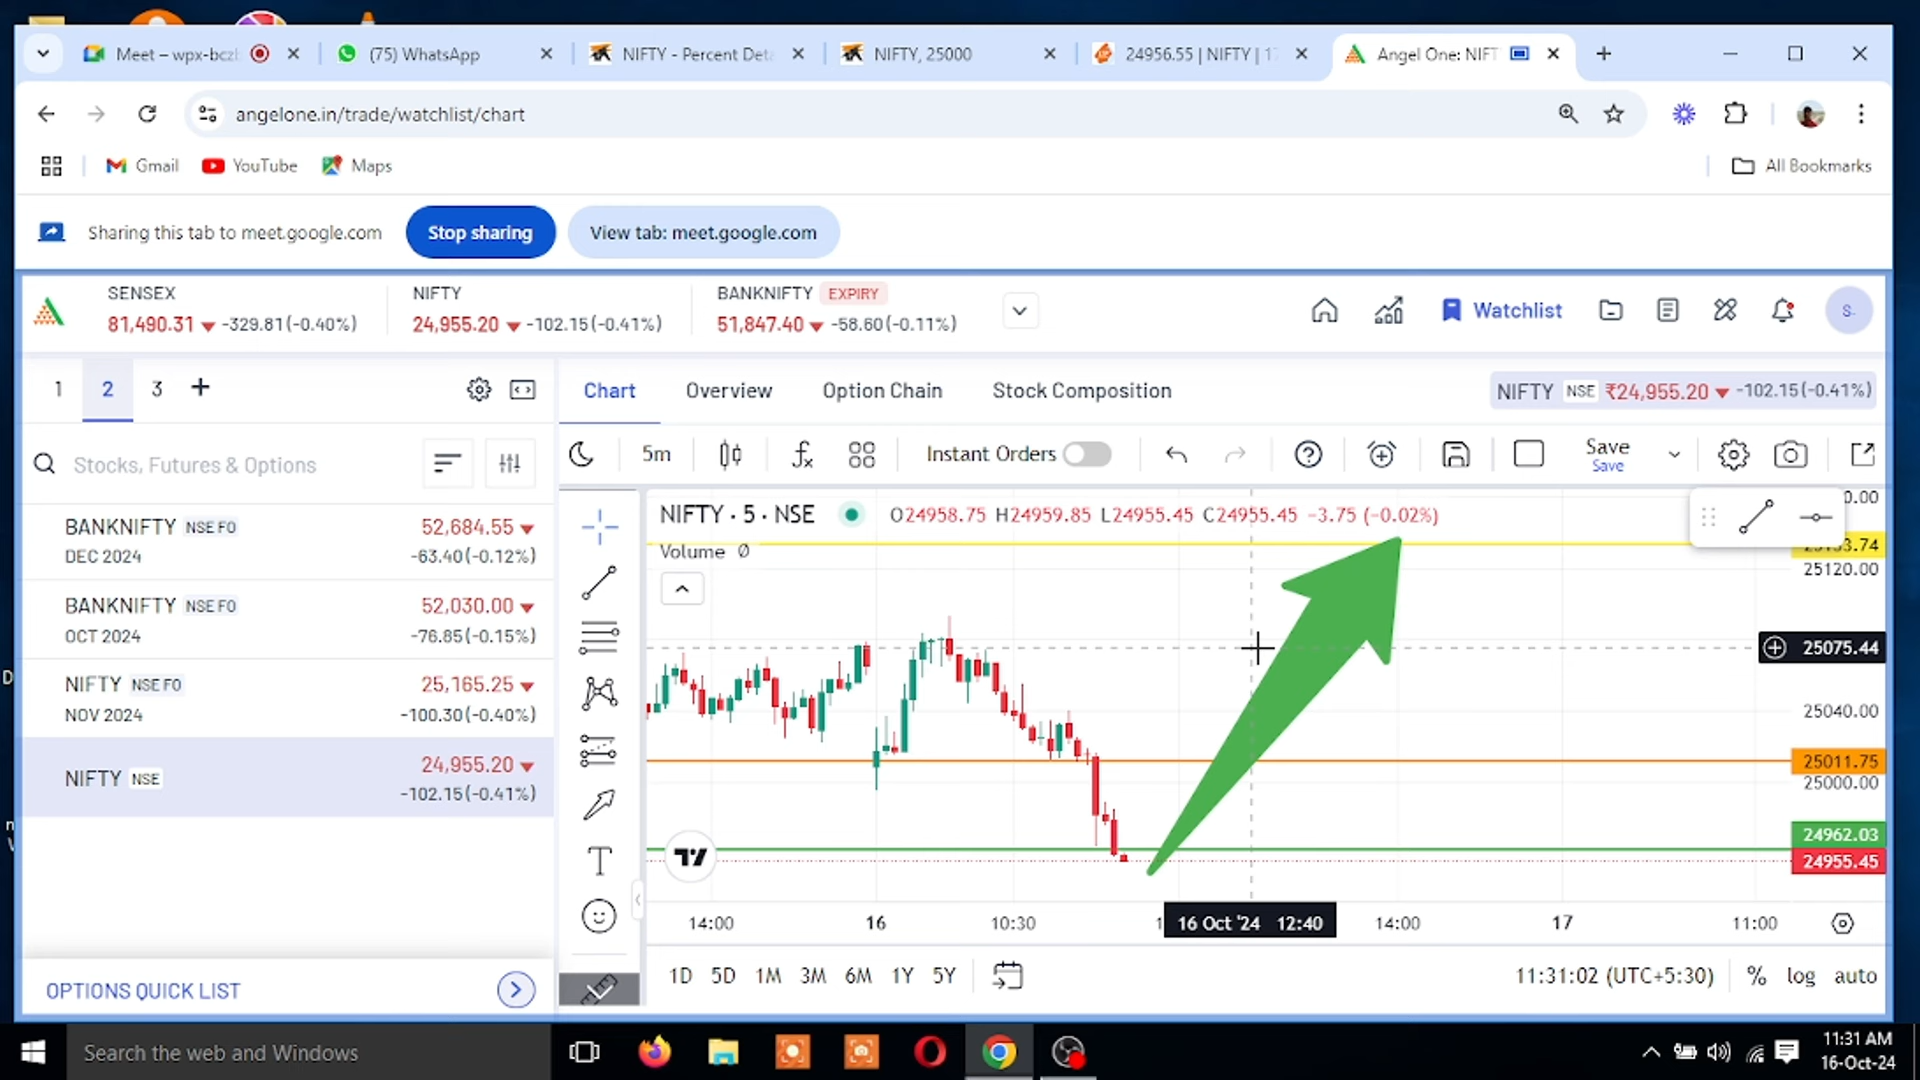 Meet – wpx-bczl
(75) WhatsApp
NIFTY - Percent Deta
NIFTY, 25000
24956.55 | NIFTY | 17
Angel One: NIFT
angelone.in/trade/watchlist/chart
Gmail
YouTube
Maps
All Bookmarks
Sharing this tab to meet.google.com
Stop sharing
View tab: meet.google.com
SENSEX
81,490.31 -329.81(-0.40%)
NIFTY
24,955.20 -102.15(-0.41%)
BANKNIFTY EXPIRY
51,847.40 -58.60(-0.11%)
Watchlist
S
1 2 3 +
Chart Overview Option Chain Stock Composition
NIFTY NSE ₹24,955.20 -102.15(-0.41%)
Stocks, Futures & Options
5m
Instant Orders
Save
Save
BANKNIFTY NSE FO 52,684.55
DEC 2024 -63.40(-0.12%)
BANKNIFTY NSE FO 52,030.00
OCT 2024 -76.85(-0.15%)
NIFTY NSE FO 25,165.25
NOV 2024 -100.30(-0.40%)
NIFTY NSE 24,955.20
-102.15(-0.41%)
OPTIONS QUICK LIST
NIFTY · 5 · NSE O24958.75 H24959.85 L24955.45 C24955.45 −3.75 (−0.02%)
Volume Ø
0.00
3.74
25120.00
25075.44
25040.00
25011.75
25000.00
24962.03
24955.45
14:00 16 10:30 1 16 Oct '24 12:40 14:00 17 11:00
1D 5D 1M 3M 6M 1Y 5Y
11:31:02 (UTC+5:30) % log auto
Search the web and Windows
11:31 AM
16-Oct-24